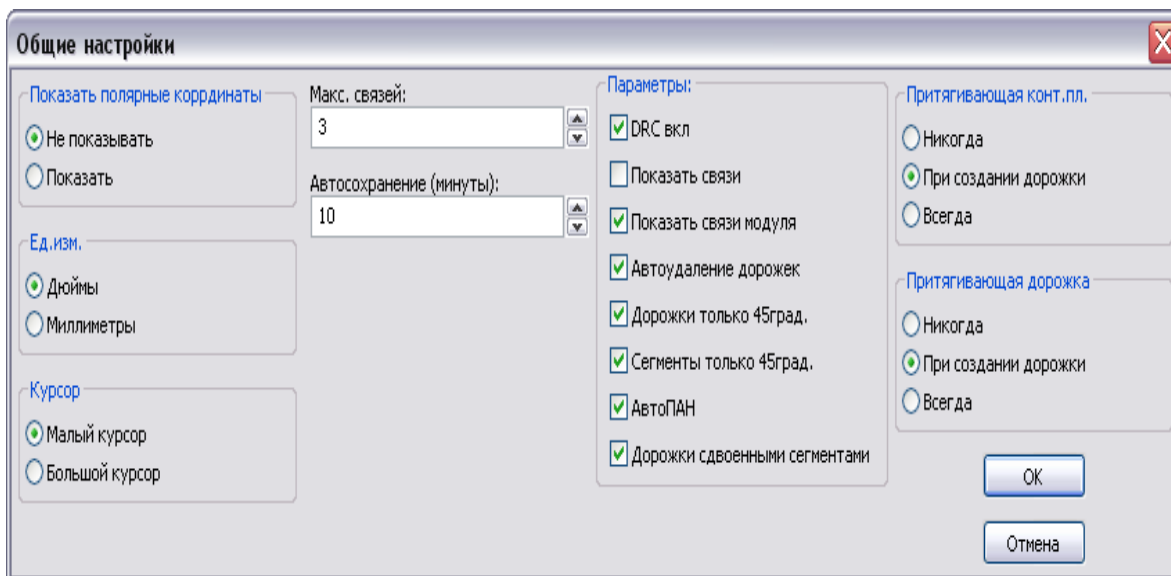 Общие настройки
Показать полярные коррдинаты
Не показывать
Показать
Ед.изм.
Дюймы
Миллиметры
Курсор
Малый курсор
Большой курсор
Макс. связей:
3
Автосохранение (минуты):
10
Параметры:
DRC вкл
Показать связи
Показать связи модуля
Автоудаление дорожек
Дорожки только 45град.
Сегменты только 45град.
АвтоПАН
Дорожки сдвоенными сегментами
Притягивающая конт.пл.
Никогда
При создании дорожки
Всегда
Притягивающая дорожка
Никогда
При создании дорожки
Всегда
OK
Отмена